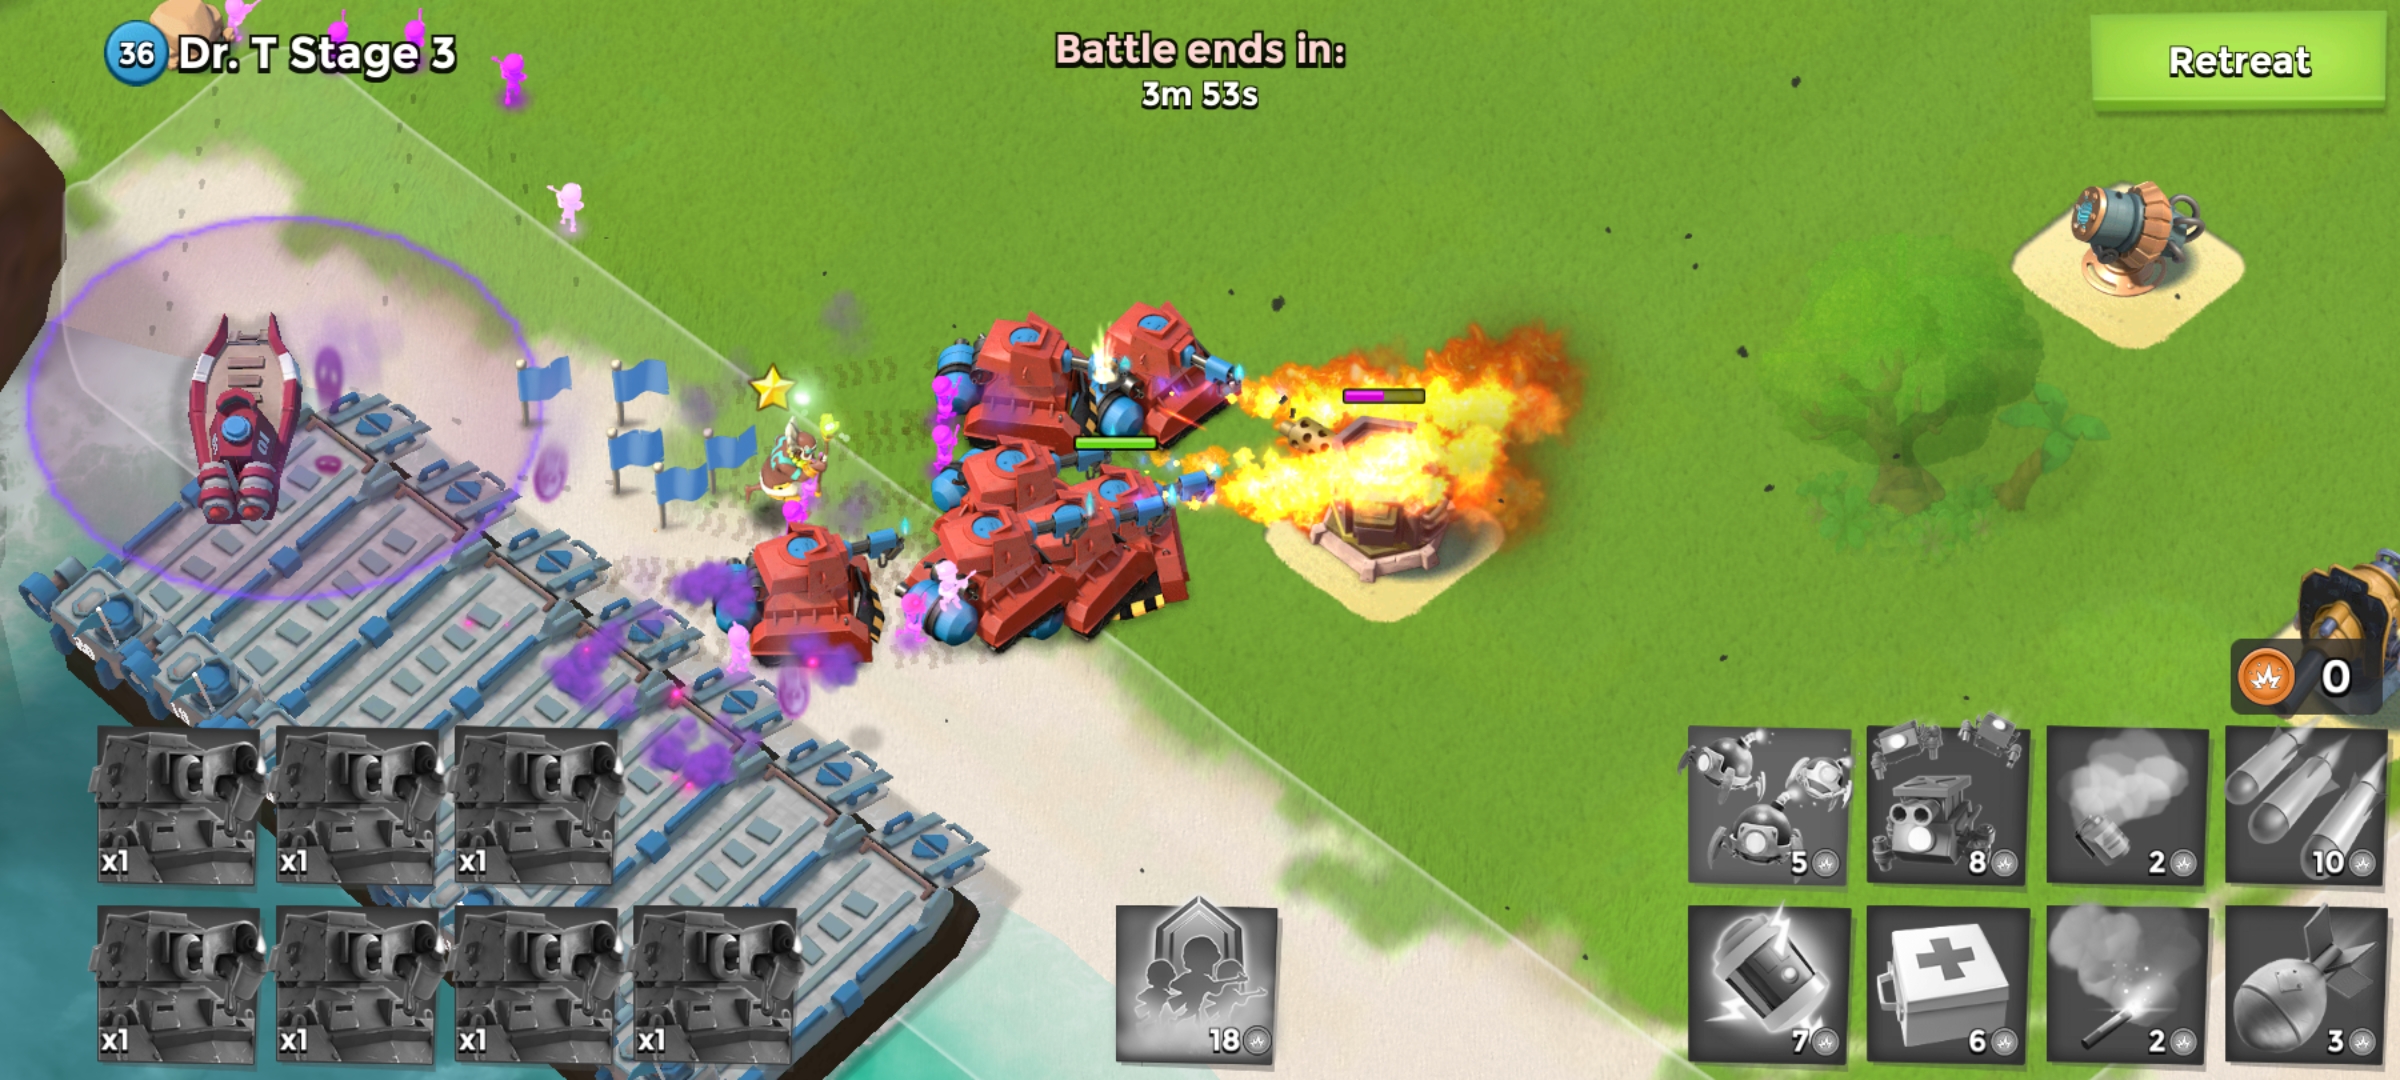 36 Dr. T Stage 3
Battle ends in:
3m 53s
Retreat
0
x1 x1 x1
5 8 2 10
x1 x1 x1 x1
18
7 6 2 3